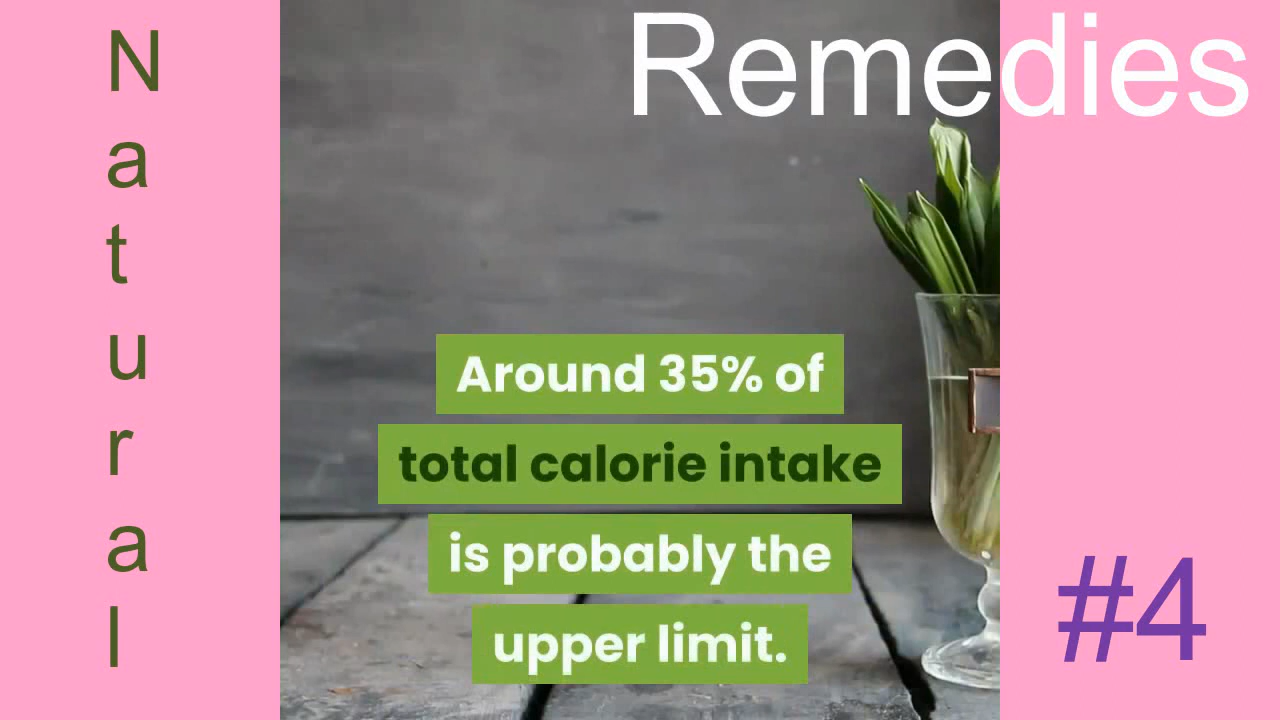 Natural
Remedies
Around 35% of
total calorie intake
is probably the
upper limit.
#4